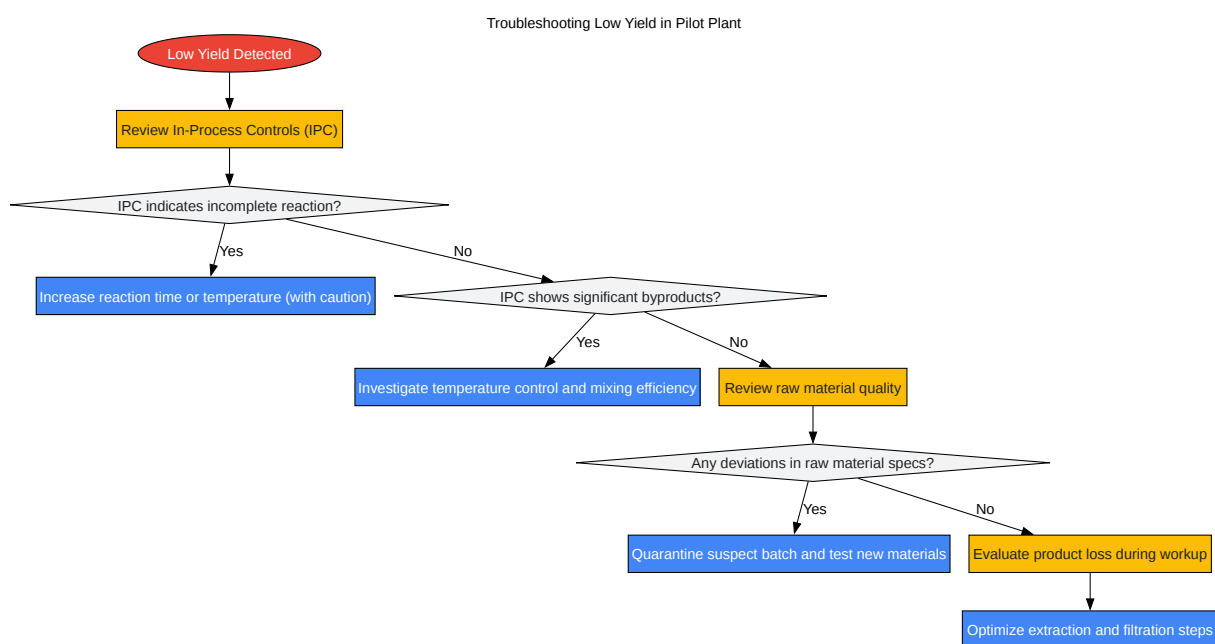 Troubleshooting Low Yield in Pilot Plant
Low Yield Detected
Review In-Process Controls (IPC)
IPC indicates incomplete reaction?
Yes
No
Increase reaction time or temperature (with caution)
IPC shows significant byproducts?
Yes
No
Investigate temperature control and mixing efficiency
Review raw material quality
Any deviations in raw material specs?
Yes
No
Quarantine suspect batch and test new materials
Evaluate product loss during workup
Optimize extraction and filtration steps